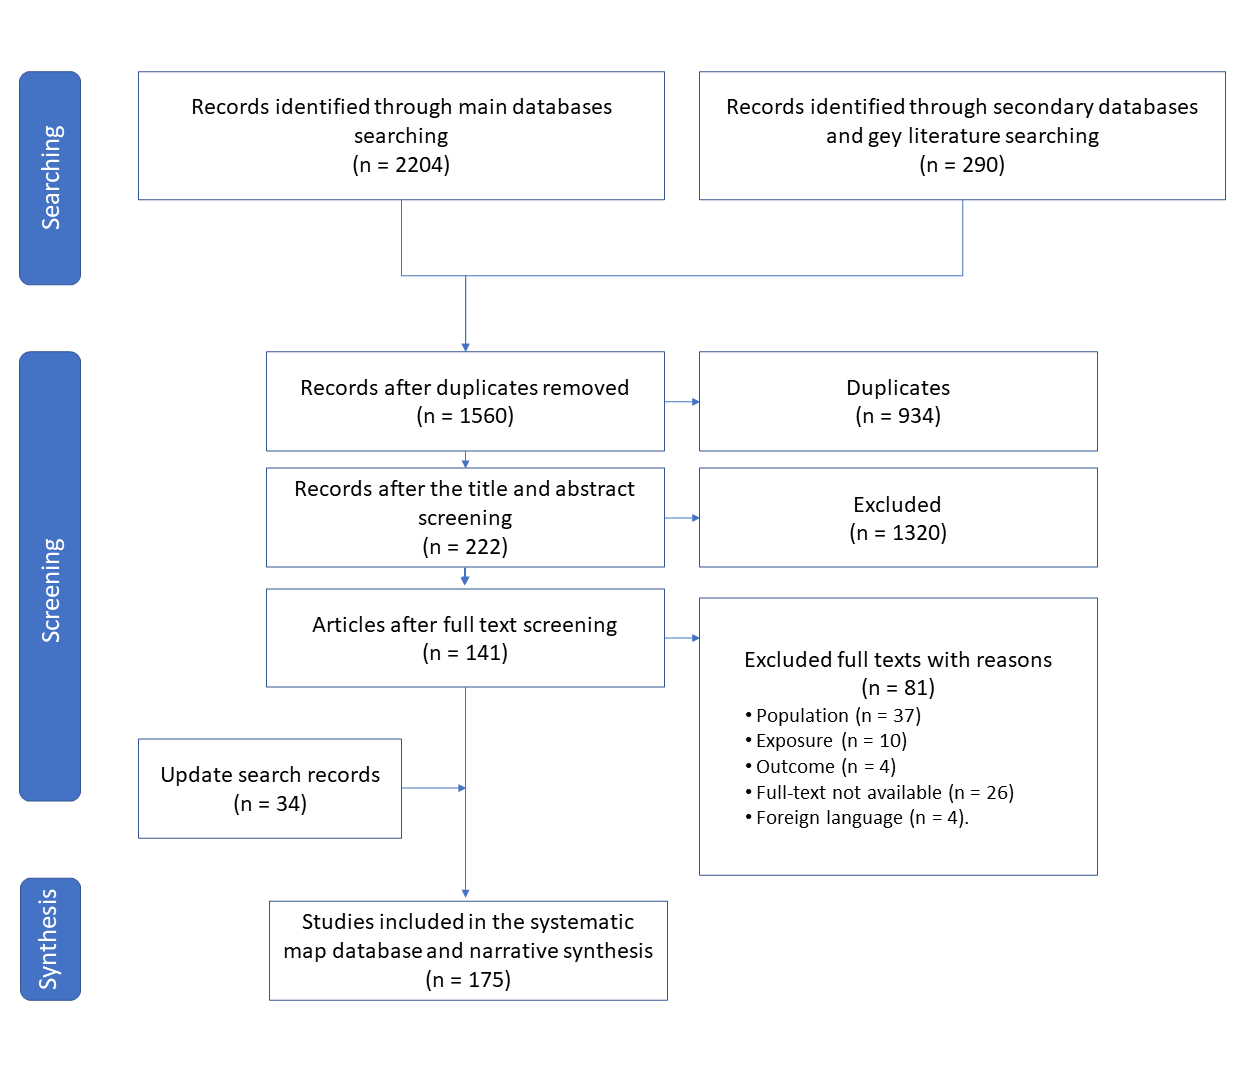 Searching
Records identified through main databases
searching
(n = 2204)
Records identified through secondary databases
and gey literature searching
(n = 290)
Screening
Records after duplicates removed
(n = 1560)
Duplicates
(n = 934)
Records after the title and abstract
screening
(n = 222)
Excluded
(n = 1320)
Articles after full text screening
(n = 141)
Excluded full texts with reasons
(n = 81)
• Population (n = 37)
• Exposure (n = 10)
• Outcome (n = 4)
• Full-text not available (n = 26)
• Foreign language (n = 4).
Update search records
(n = 34)
Synthesis
Studies included in the systematic
map database and narrative synthesis
(n = 175)